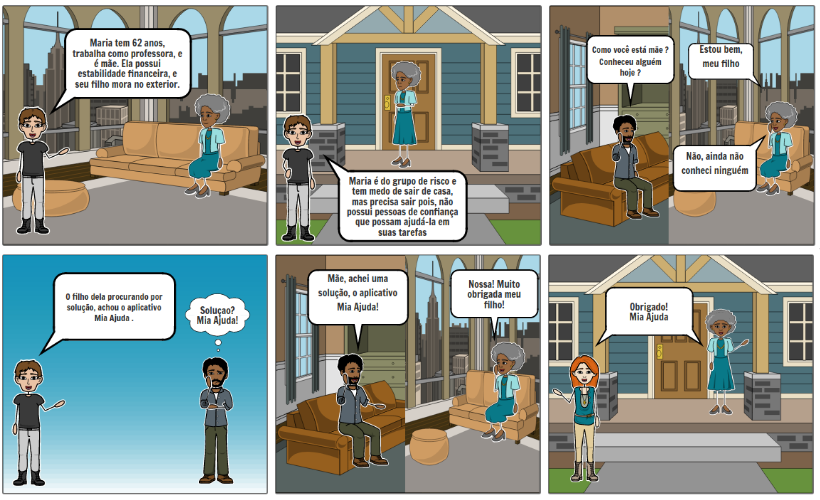 Maria tem 62 anos,
trabalha como professora, e
é mãe. Ela possui
estabilidade financeira, e
seu filho mora no exterior.
Maria é do grupo de risco e
tem medo de sair de casa,
mas precisa sair pois, não
possui pessoas de confiança
que possam ajudá-la em
suas tarefas
Como você está mãe ?
Conheceu alguém
hoje ?
Estou bem,
meu filho
Não, ainda não
conheci ninguém
O filho dela procurando por
solução, achou o aplicativo
Mia Ajuda .
Soluçao?
Mia Ajuda!
Mãe, achei uma
solução, o aplicativo
Mia Ajuda!
Nossa! Muito
obrigada meu
filho!
Obrigado!
Mia Ajuda